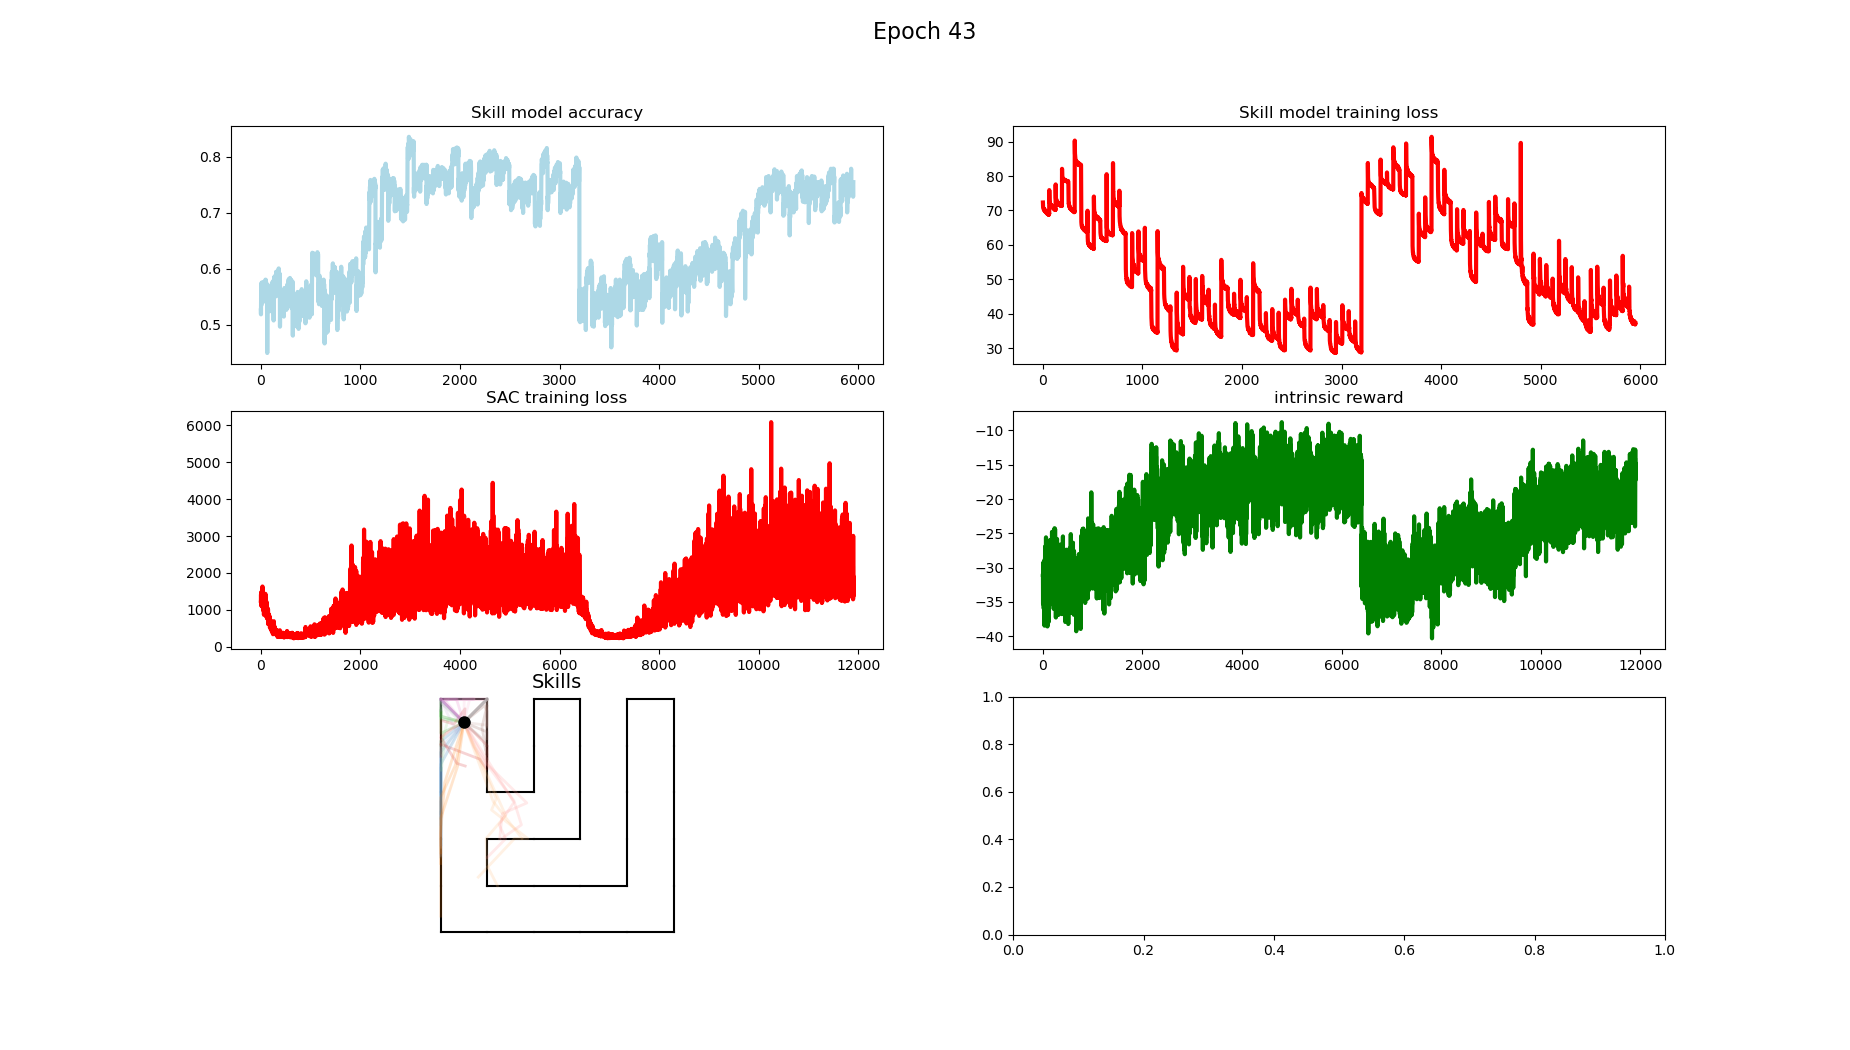 Epoch 43
Skill model accuracy
0.8
0.7
0.6
0.5
0 1000 2000 3000 4000 5000 6000
Skill model training loss
90
80
70
60
50
40
30
0 1000 2000 3000 4000 5000 6000
SAC training loss
6000
5000
4000
3000
2000
1000
0
0 2000 4000 6000 8000 10000 12000
intrinsic reward
−10
−15
−20
−25
−30
−35
−40
0 2000 4000 6000 8000 10000 12000
Skills
1.0
0.8
0.6
0.4
0.2
0.0
0.0 0.2 0.4 0.6 0.8 1.0